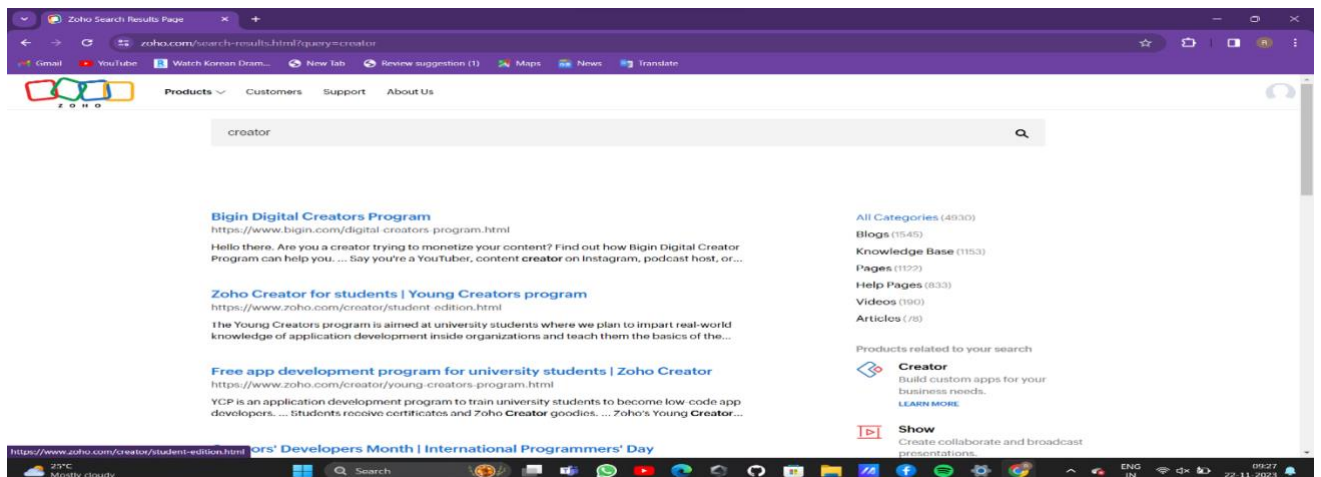 Zoho Search Results Page
zoho.com/search-results.html?query=creator
Gmail YouTube Watch Korean Dram... New Tab Review suggestion (1) Maps News Translate
ZOHO Products Customers Support About Us
creator
Bigin Digital Creators Program
https://www.bigin.com/digital-creators-program.html
Hello there. Are you a creator trying to monetize your content? Find out how Bigin Digital Creator
Program can help you. ... Say you're a YouTuber, content creator on Instagram, podcast host, or...
Zoho Creator for students | Young Creators program
https://www.zoho.com/creator/student-edition.html
The Young Creators program is aimed at university students where we plan to impart real-world
knowledge of application development inside organizations and teach them the basics of the...
Free app development program for university students | Zoho Creator
https://www.zoho.com/creator/young-creators-program.html
YCP is an application development program to train university students to become low-code app
developers. ... Students receive certificates and Zoho Creator goodies. ... Zoho's Young Creator...
ors' Developers Month | International Programmers' Day
All Categories (4930)
Blogs (1545)
Knowledge Base (1153)
Pages (1122)
Help Pages (833)
Videos (190)
Articles (78)
Products related to your search
Creator
Build custom apps for your
business needs.
LEARN MORE
Show
Create collaborate and broadcast
presentations.
https://www.zoho.com/creator/student-edition.html
25°C
Mostly cloudy
Search
ENG
IN
09:27
22-11-2023